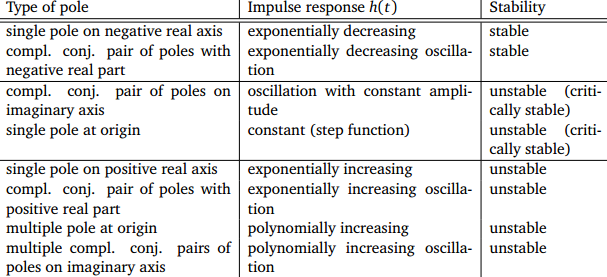 Type of pole Impulse response h(t) Stability
single pole on negative real axis exponentially decreasing stable
compl. conj. pair of poles with exponentially decreasing oscilla- stable
negative real part tion
compl. conj. pair of poles on oscillation with constant ampli- unstable (criti-
imaginary axis tude cally stable)
single pole at origin constant (step function) unstable (criti-
cally stable)
single pole on positive real axis exponentially increasing unstable
compl. conj. pair of poles with exponentially increasing oscilla- unstable
positive real part tion
multiple pole at origin polynomially increasing unstable
multiple compl. conj. pairs of polynomially increasing oscilla- unstable
poles on imaginary axis tion